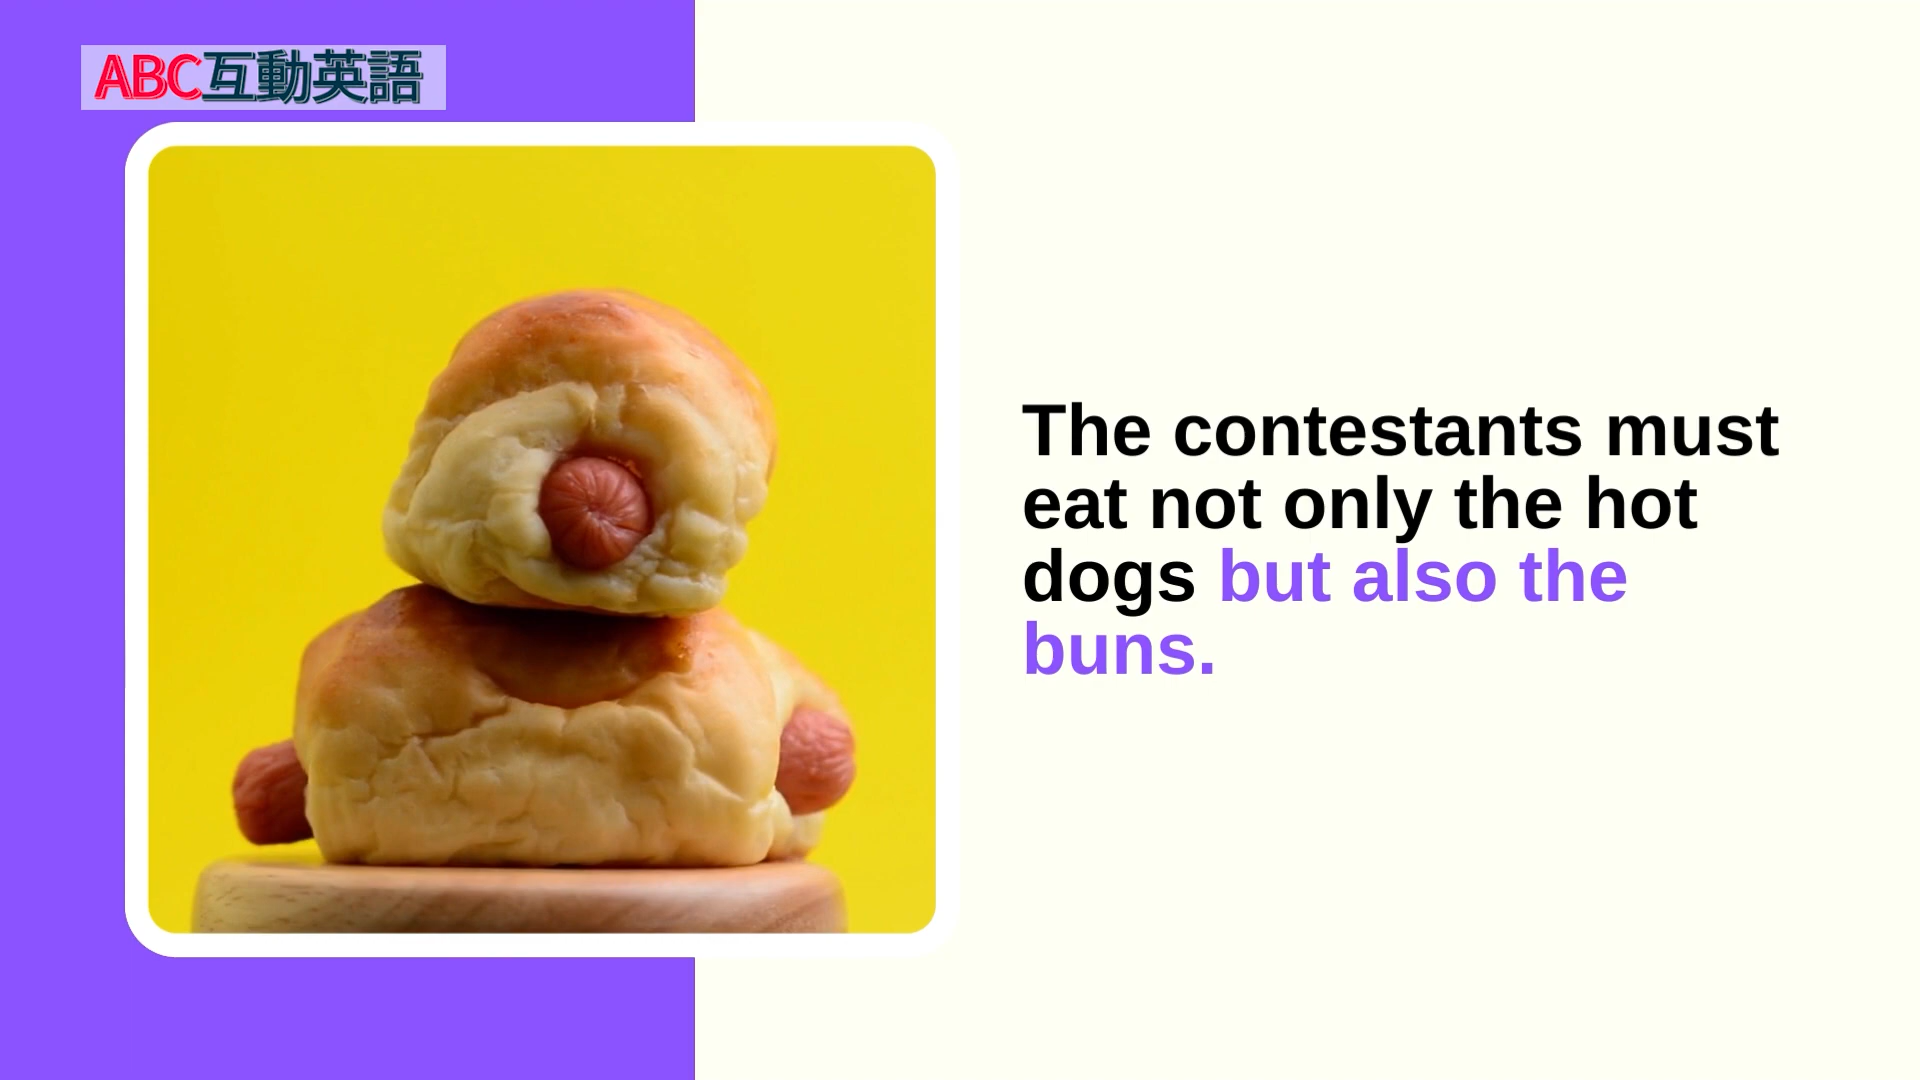 ABC互動英語
The contestants must
eat not only the hot
dogs but also the
buns.